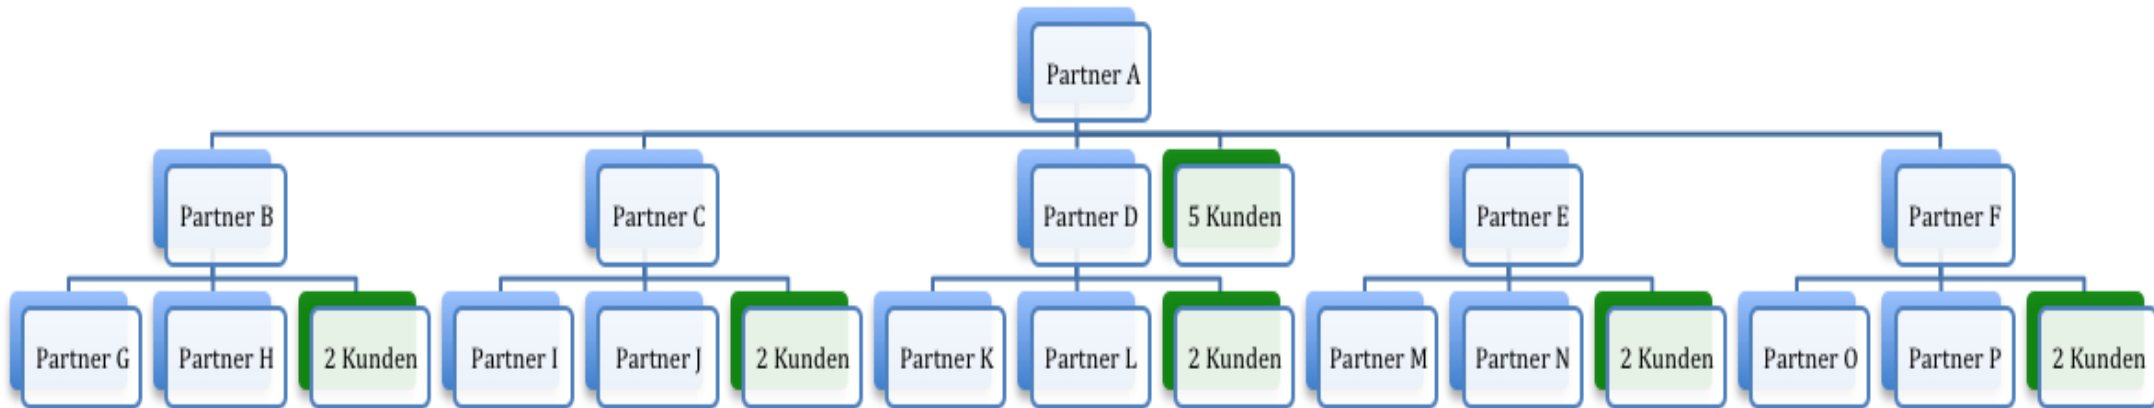 Partner A
Partner B
Partner C
Partner D
5 Kunden
Partner E
Partner F
Partner G
Partner H
2 Kunden
Partner I
Partner J
2 Kunden
Partner K
Partner L
2 Kunden
Partner M
Partner N
2 Kunden
Partner O
Partner P
2 Kunden